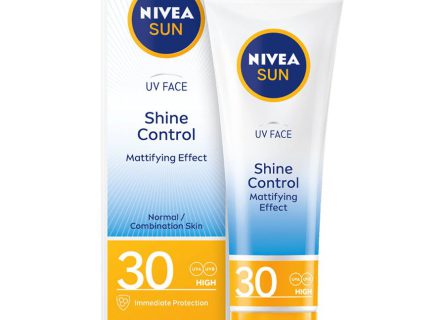 NIVEA
SUN
UV FACE
Shine
Control
Mattifying Effect
Normal /
Combination Skin
30
UVA UVB
HIGH
Immediate Protection
NIVEA
SUN
UV FACE
Shine
Control
Mattifying
Effect
30
UVA UVB
HIGH